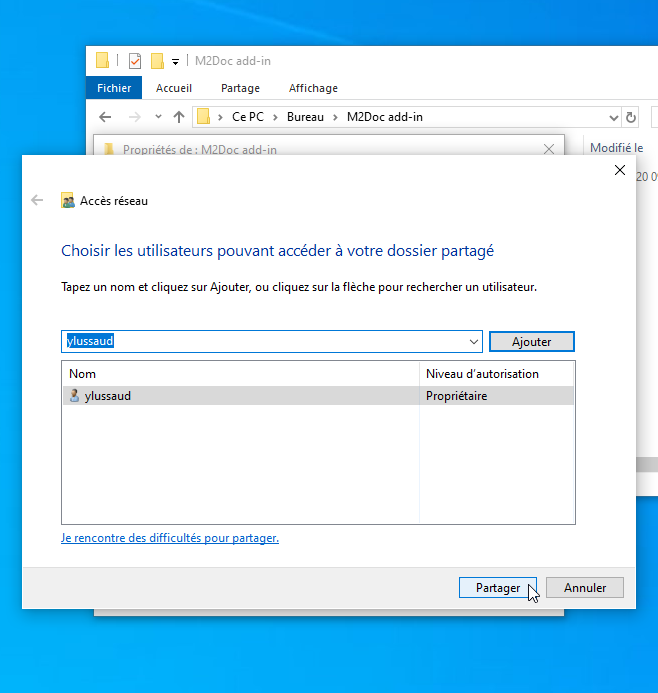 M2Doc add-in
Fichier Accueil Partage Affichage
Ce PC Bureau M2Doc add-in
Propriétés de : M2Doc add-in
Modifié le
20 09
Accès réseau
Choisir les utilisateurs pouvant accéder à votre dossier partagé
Tapez un nom et cliquez sur Ajouter, ou cliquez sur la flèche pour rechercher un utilisateur.
ylussaud Ajouter
Nom Niveau d'autorisation
ylussaud Propriétaire
Je rencontre des difficultés pour partager.
Partager Annuler